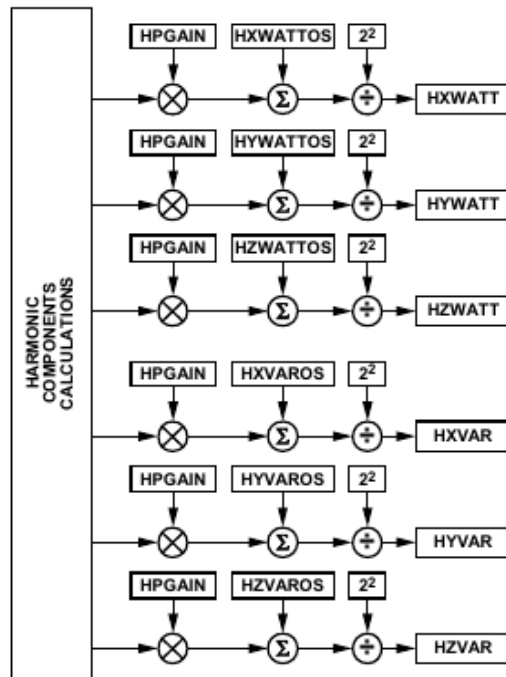 HARMONIC
COMPONENTS
CALCULATIONS
HPGAIN HXWATTOS 2²
Σ ÷ HXWATT
HPGAIN HYWATTOS 2²
Σ ÷ HYWATT
HPGAIN HZWATTOS 2²
Σ ÷ HZWATT
HPGAIN HXVAROS 2²
Σ ÷ HXVAR
HPGAIN HYVAROS 2²
Σ ÷ HYVAR
HPGAIN HZVAROS 2²
Σ ÷ HZVAR